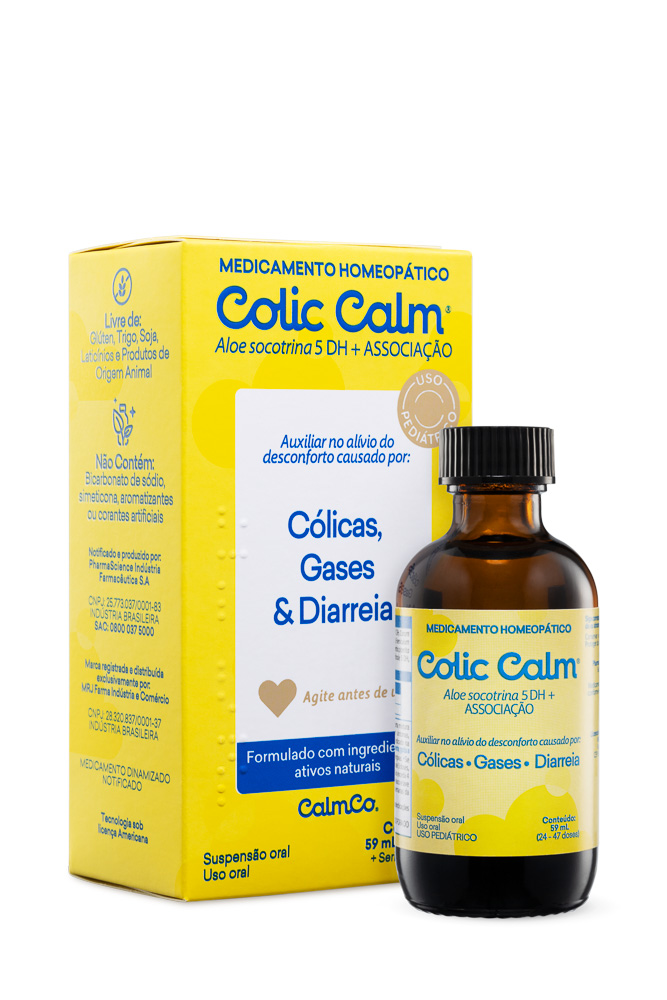 MEDICAMENTO HOMEOPÁTICO
Colic Calm®
Aloe socotrina 5 DH + ASSOCIAÇÃO
USO
PEDIÁTRICO
Auxiliar no alívio do
desconforto causado por:
Cólicas,
Gases
& Diarreia
Agite antes de
Formulado com
ativos naturais
CalmCo.
59 mL
Suspensão oral
Uso oral
Livre de:
Glúten, Trigo, Soja,
Laticínios e Produtos de
Origem Animal
Não Contém:
Bicarbonato de sódio,
simeticona, aromatizantes
ou corantes artificiais
Notificado e produzido por:
PharmaScience Indústria
Farmacêutica S.A
CNPJ: 25.773.037/0001-83
INDÚSTRIA BRASILEIRA
SAC: 0800 037 5000
Marca registrada e distribuída
exclusivamente por:
MRJ Farma Indústria e Comércio
CNPJ: 28.320.837/0001-37
INDÚSTRIA BRASILEIRA
MEDICAMENTO DINAMIZADO
NOTIFICADO
Tecnologia sob
licença Americana
MEDICAMENTO HOMEOPÁTICO
Colic Calm®
Aloe socotrina 5 DH +
ASSOCIAÇÃO
Auxiliar no alívio do desconforto causado por:
Cólicas • Gases • Diarreia
Suspensão oral
Uso oral
USO PEDIÁTRICO
Conteúdo:
59 mL
(24 - 47 doses)